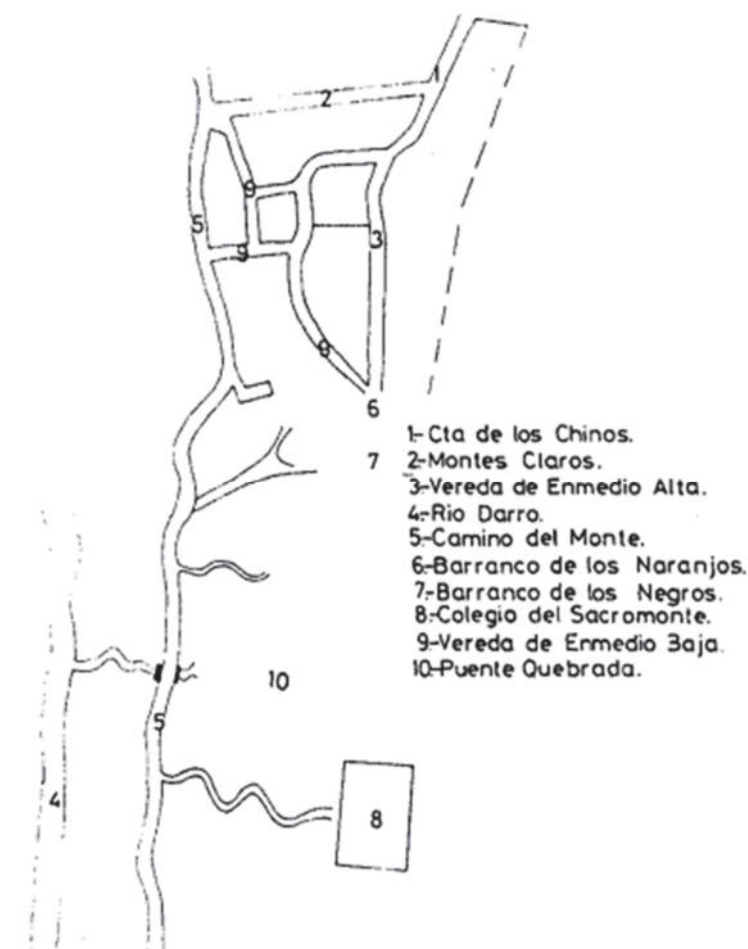 1
2
9
5
9
3
9
6
7
1-Cta de los Chinos.
2-Montes Claros.
3-Vereda de Enmedio Alta.
4-Rio Darro.
5-Camino del Monte.
6-Barranco de los Naranjos.
7-Barranco de los Negros.
8-Colegio del Sacromonte.
9-Vereda de Enmedio Baja.
10-Puente Quebrada.
10
5
4
8